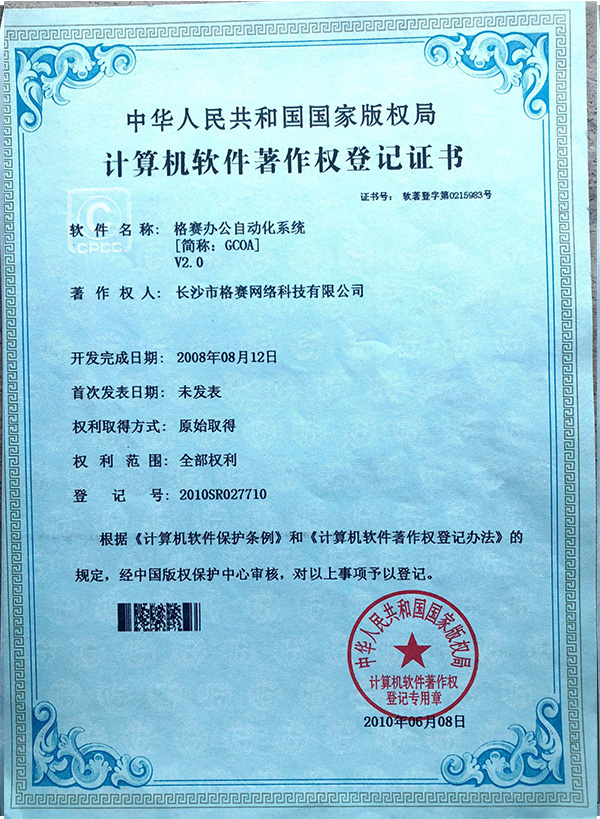 中华人民共和国国家版权局
计算机软件著作权登记证书
证书号： 软著登字第0215983号
CPCC
软件名称： 格赛办公自动化系统
[简称：GCOA]
V2.0
著作权人： 长沙市格赛网络科技有限公司
开发完成日期： 2008年08月12日
首次发表日期： 未发表
权利取得方式： 原始取得
权利范围： 全部权利
登记号： 2010SR027710
根据《计算机软件保护条例》和《计算机软件著作权登记办法》的
规定，经中国版权保护中心审核，对以上事项予以登记。
中华人民共和国国家版权局
计算机软件著作权
登记专用章
2010年06月08日